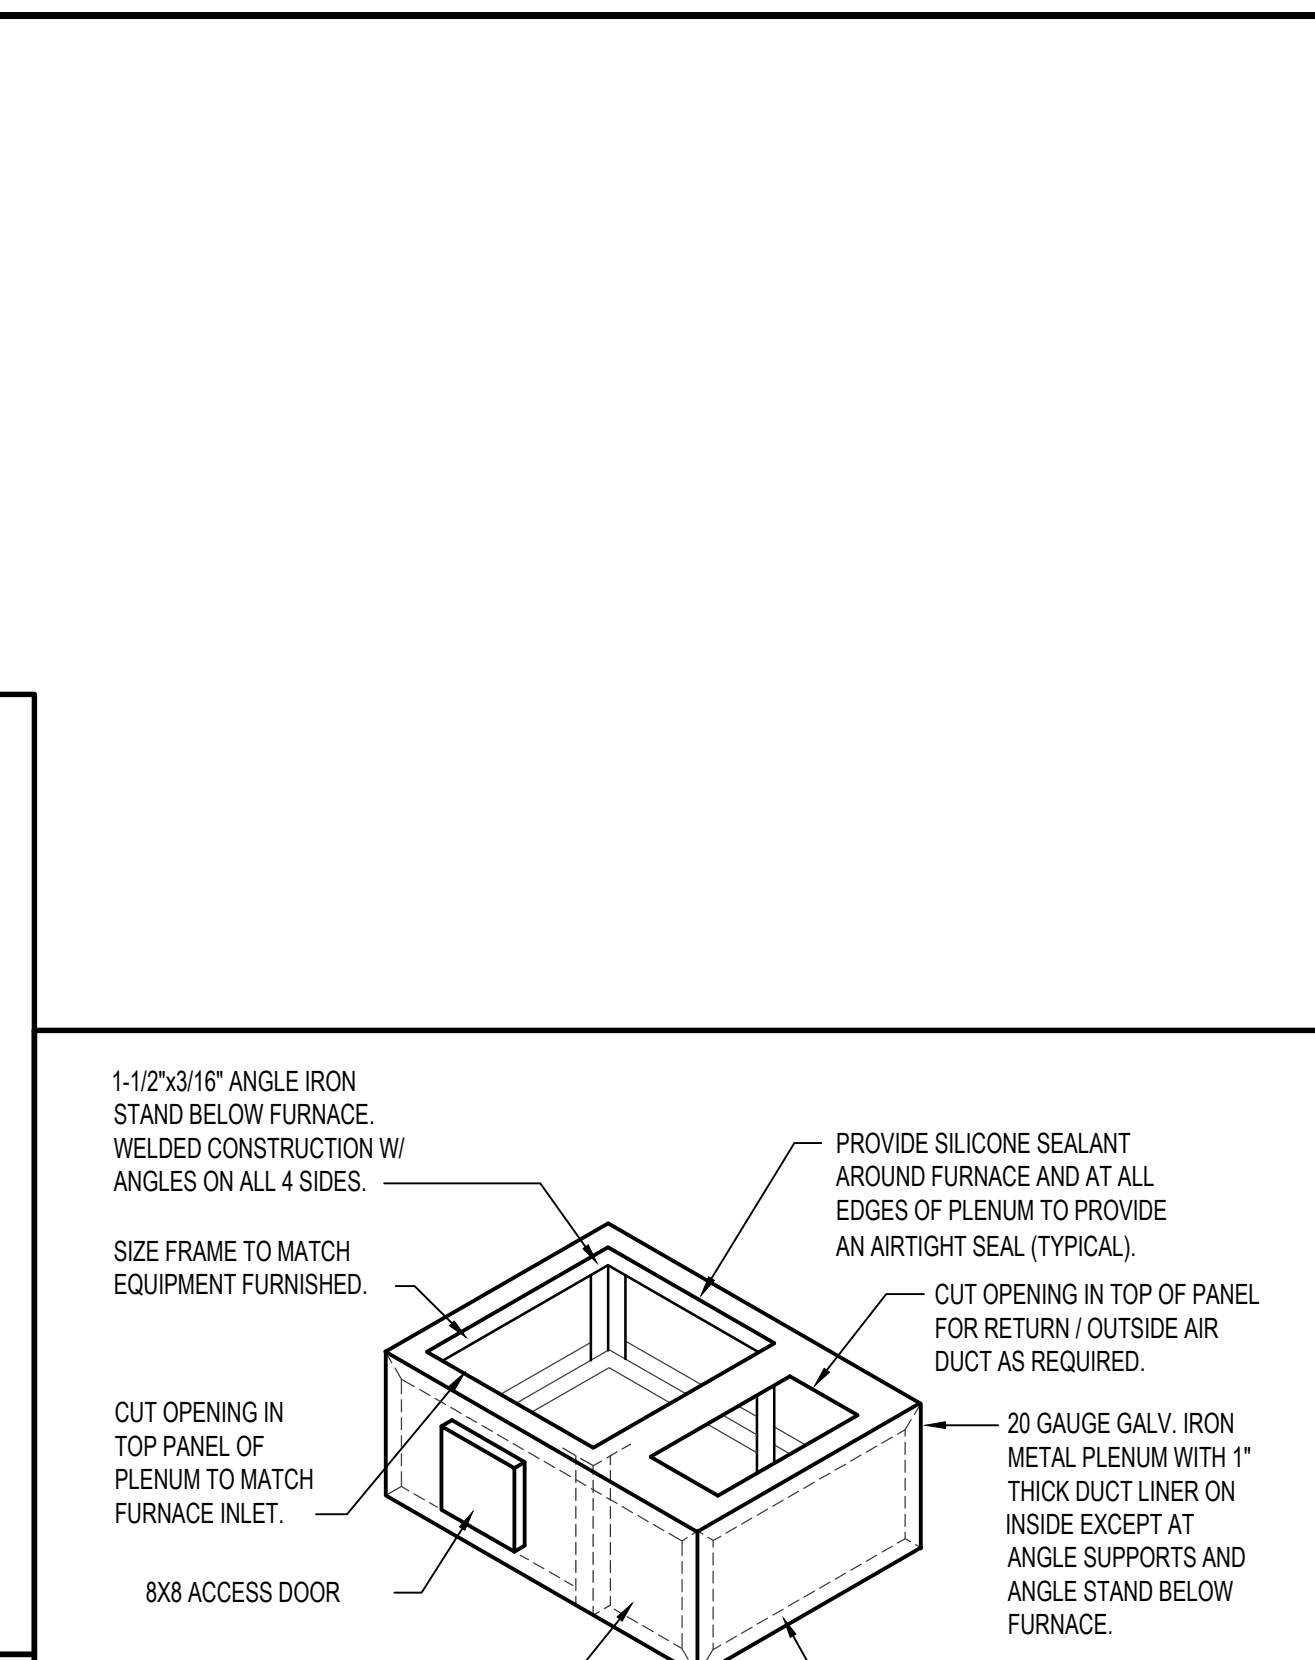 1-1/2"x3/16" ANGLE IRON
STAND BELOW FURNACE.
WELDED CONSTRUCTION W/
ANGLES ON ALL 4 SIDES.
SIZE FRAME TO MATCH
EQUIPMENT FURNISHED.
CUT OPENING IN
TOP PANEL OF
PLENUM TO MATCH
FURNACE INLET.
8X8 ACCESS DOOR
PROVIDE SILICONE SEALANT
AROUND FURNACE AND AT ALL
EDGES OF PLENUM TO PROVIDE
AN AIRTIGHT SEAL (TYPICAL).
CUT OPENING IN TOP OF PANEL
FOR RETURN / OUTSIDE AIR
DUCT AS REQUIRED.
20 GAUGE GALV. IRON
METAL PLENUM WITH 1"
THICK DUCT LINER ON
INSIDE EXCEPT AT
ANGLE SUPPORTS AND
ANGLE STAND BELOW
FURNACE.